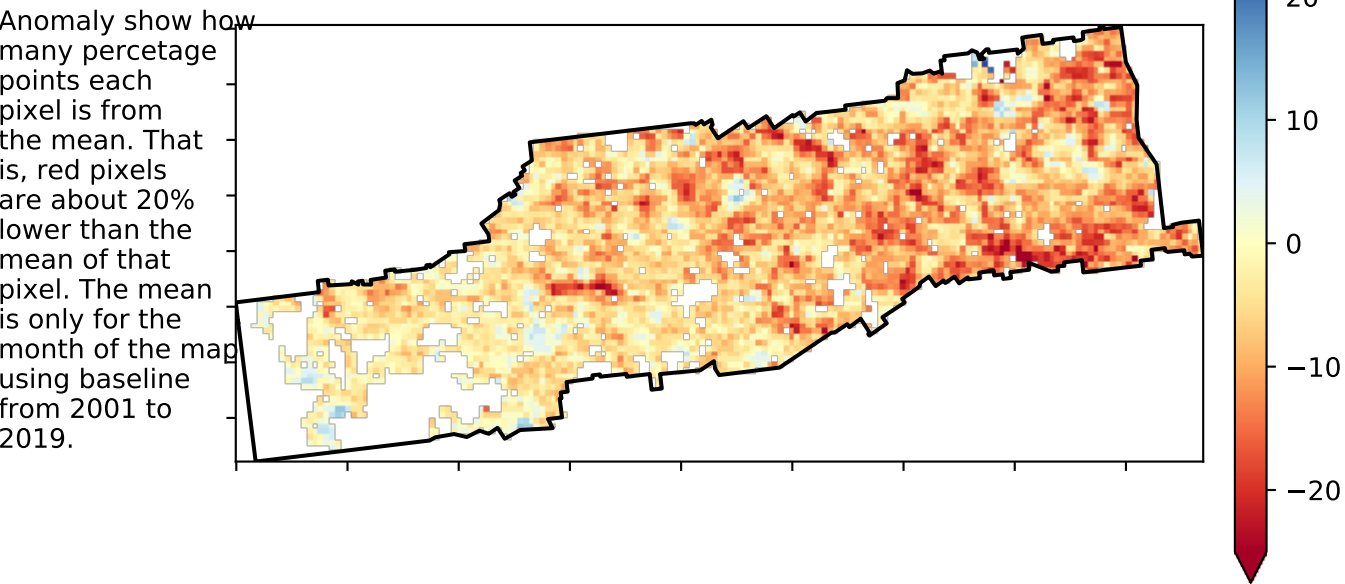 Anomaly show how
many percetage
points each
pixel is from
the mean. That
is, red pixels
are about 20%
lower than the
mean of that
pixel. The mean
is only for the
month of the map
using baseline
from 2001 to
2019.
20
10
0
−10
−20